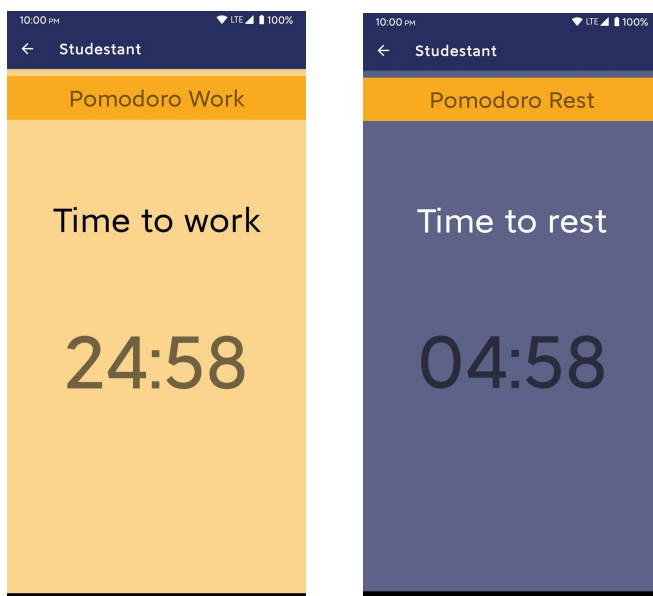 10:00 PM LTE 100%
Studestant
Pomodoro Work
Time to work
24:58
10:00 PM LTE 100%
Studestant
Pomodoro Rest
Time to rest
04:58